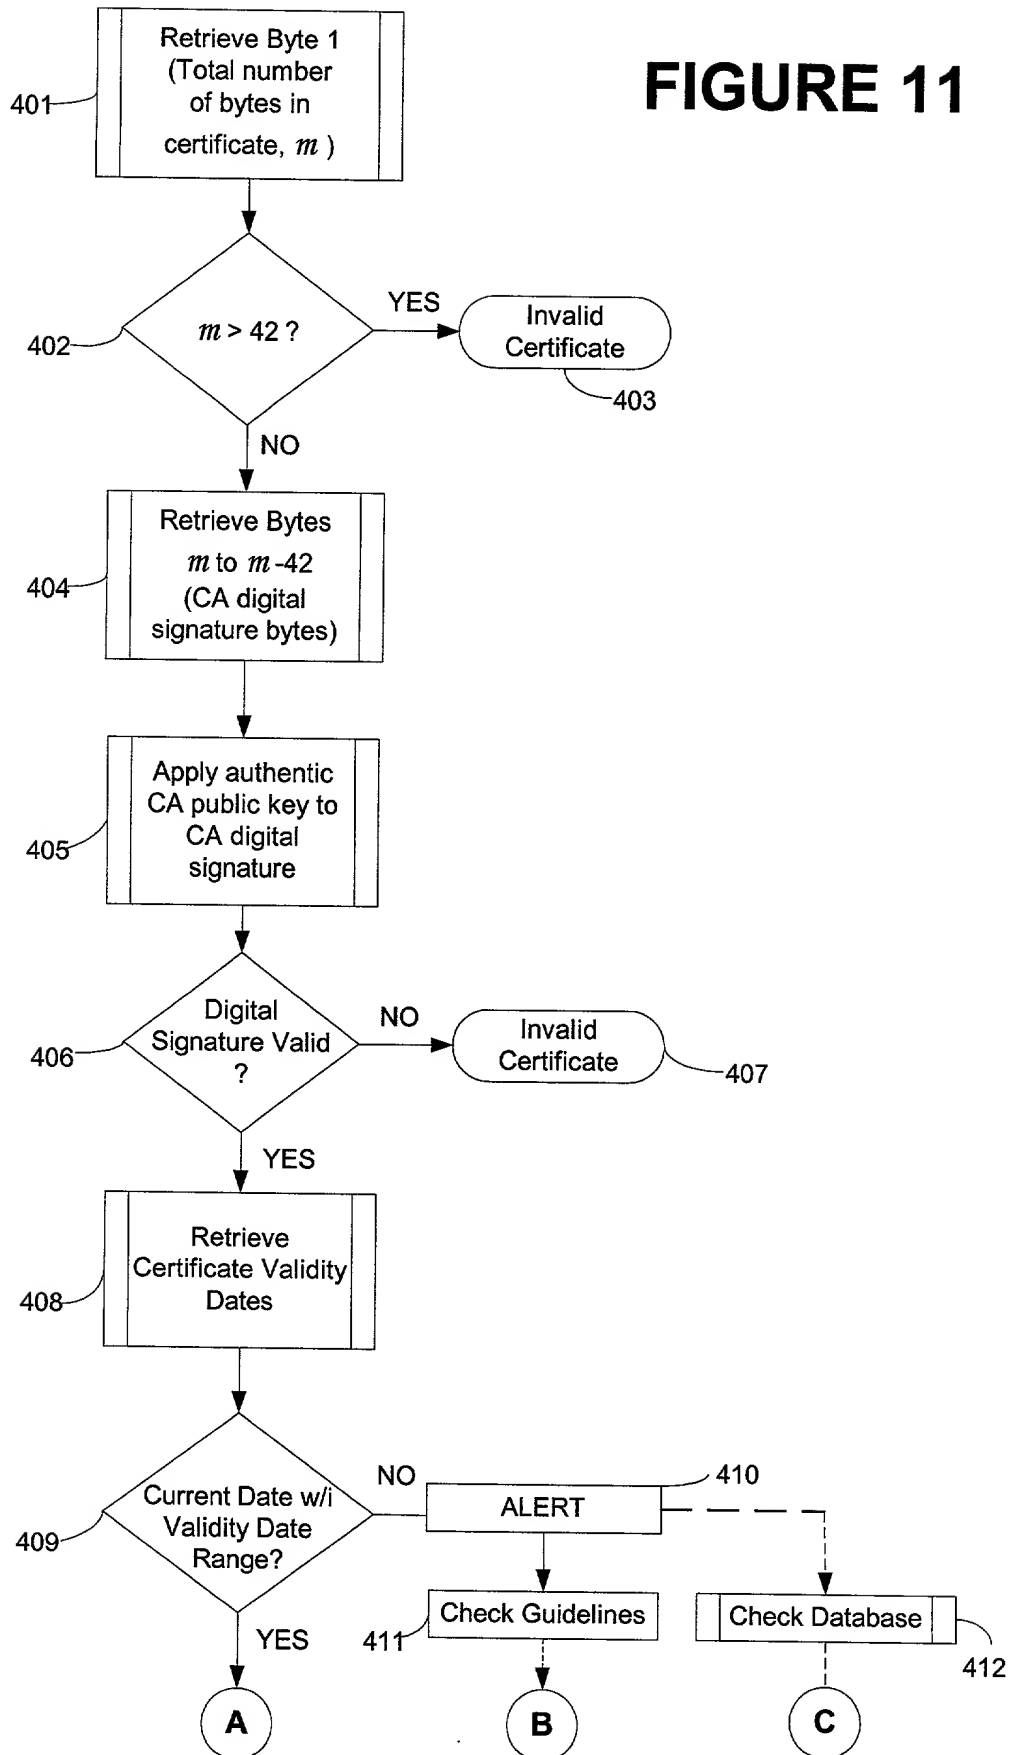 FIGURE 11
Retrieve Byte 1
(Total number
of bytes in
certificate, m )
401
m > 42 ?
402
YES
Invalid
Certificate
403
NO
Retrieve Bytes
m to m -42
(CA digital
signature bytes)
404
Apply authentic
CA public key to
CA digital
signature
405
Digital
Signature Valid
?
406
NO
Invalid
Certificate
407
YES
Retrieve
Certificate Validity
Dates
408
Current Date w/i
Validity Date
Range?
409
NO
ALERT
410
Check Guidelines
411
Check Database
412
YES
A
B
C